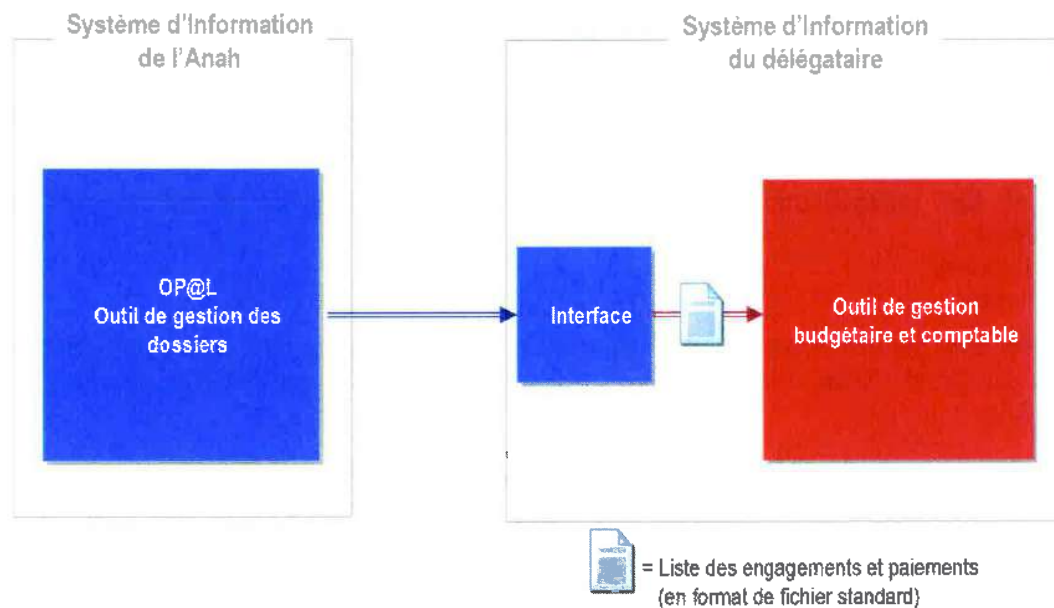 Système d'Information
de l'Anah
Système d'Information
du délégataire
OP@L
Outil de gestion des
dossiers
Interface
Outil de gestion
budgétaire et comptable
= Liste des engagements et paiements
(en format de fichier standard)